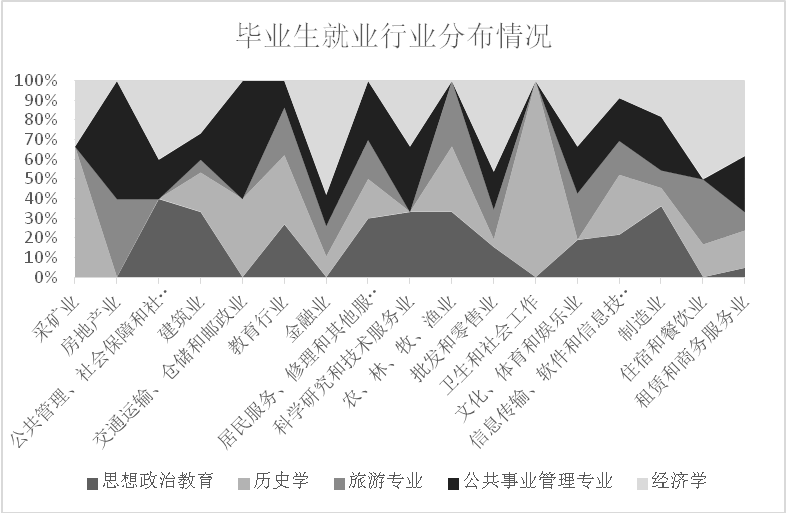 毕业生就业行业分布情况
100%
90%
80%
70%
60%
50%
40%
30%
20%
10%
0%
采矿业
房地产业
公共管理、社会保障和社...
建筑业
交通运输、仓储和邮政业
教育行业
金融业
居民服务、修理和其他服...
科学研究和技术服务业
农、林、牧、渔业
批发和零售业
卫生和社会工作
文化、体育和娱乐业
信息传输、软件和信息技...
制造业
住宿和餐饮业
租赁和商务服务业
思想政治教育 历史学 旅游专业 公共事业管理专业 经济学